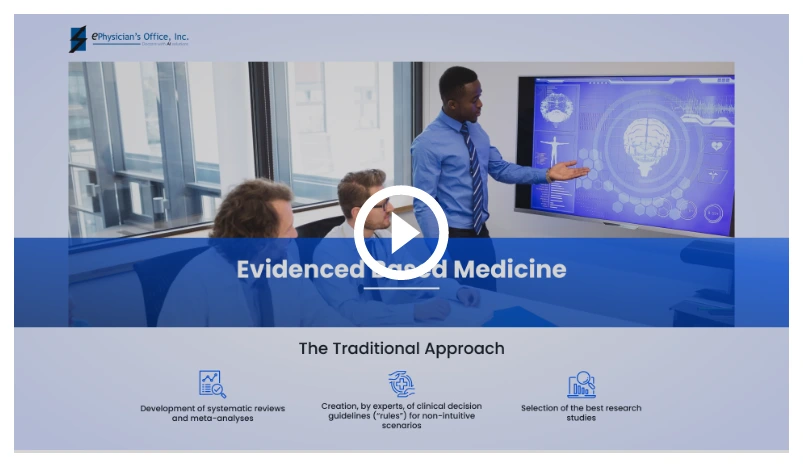 ePhysician's Office, Inc.
Evidenced Based Medicine
The Traditional Approach
Development of systematic reviews
and meta-analyses
Creation, by experts, of clinical decision
guidelines ("rules") for non-intuitive
scenarios
Selection of the best research
studies